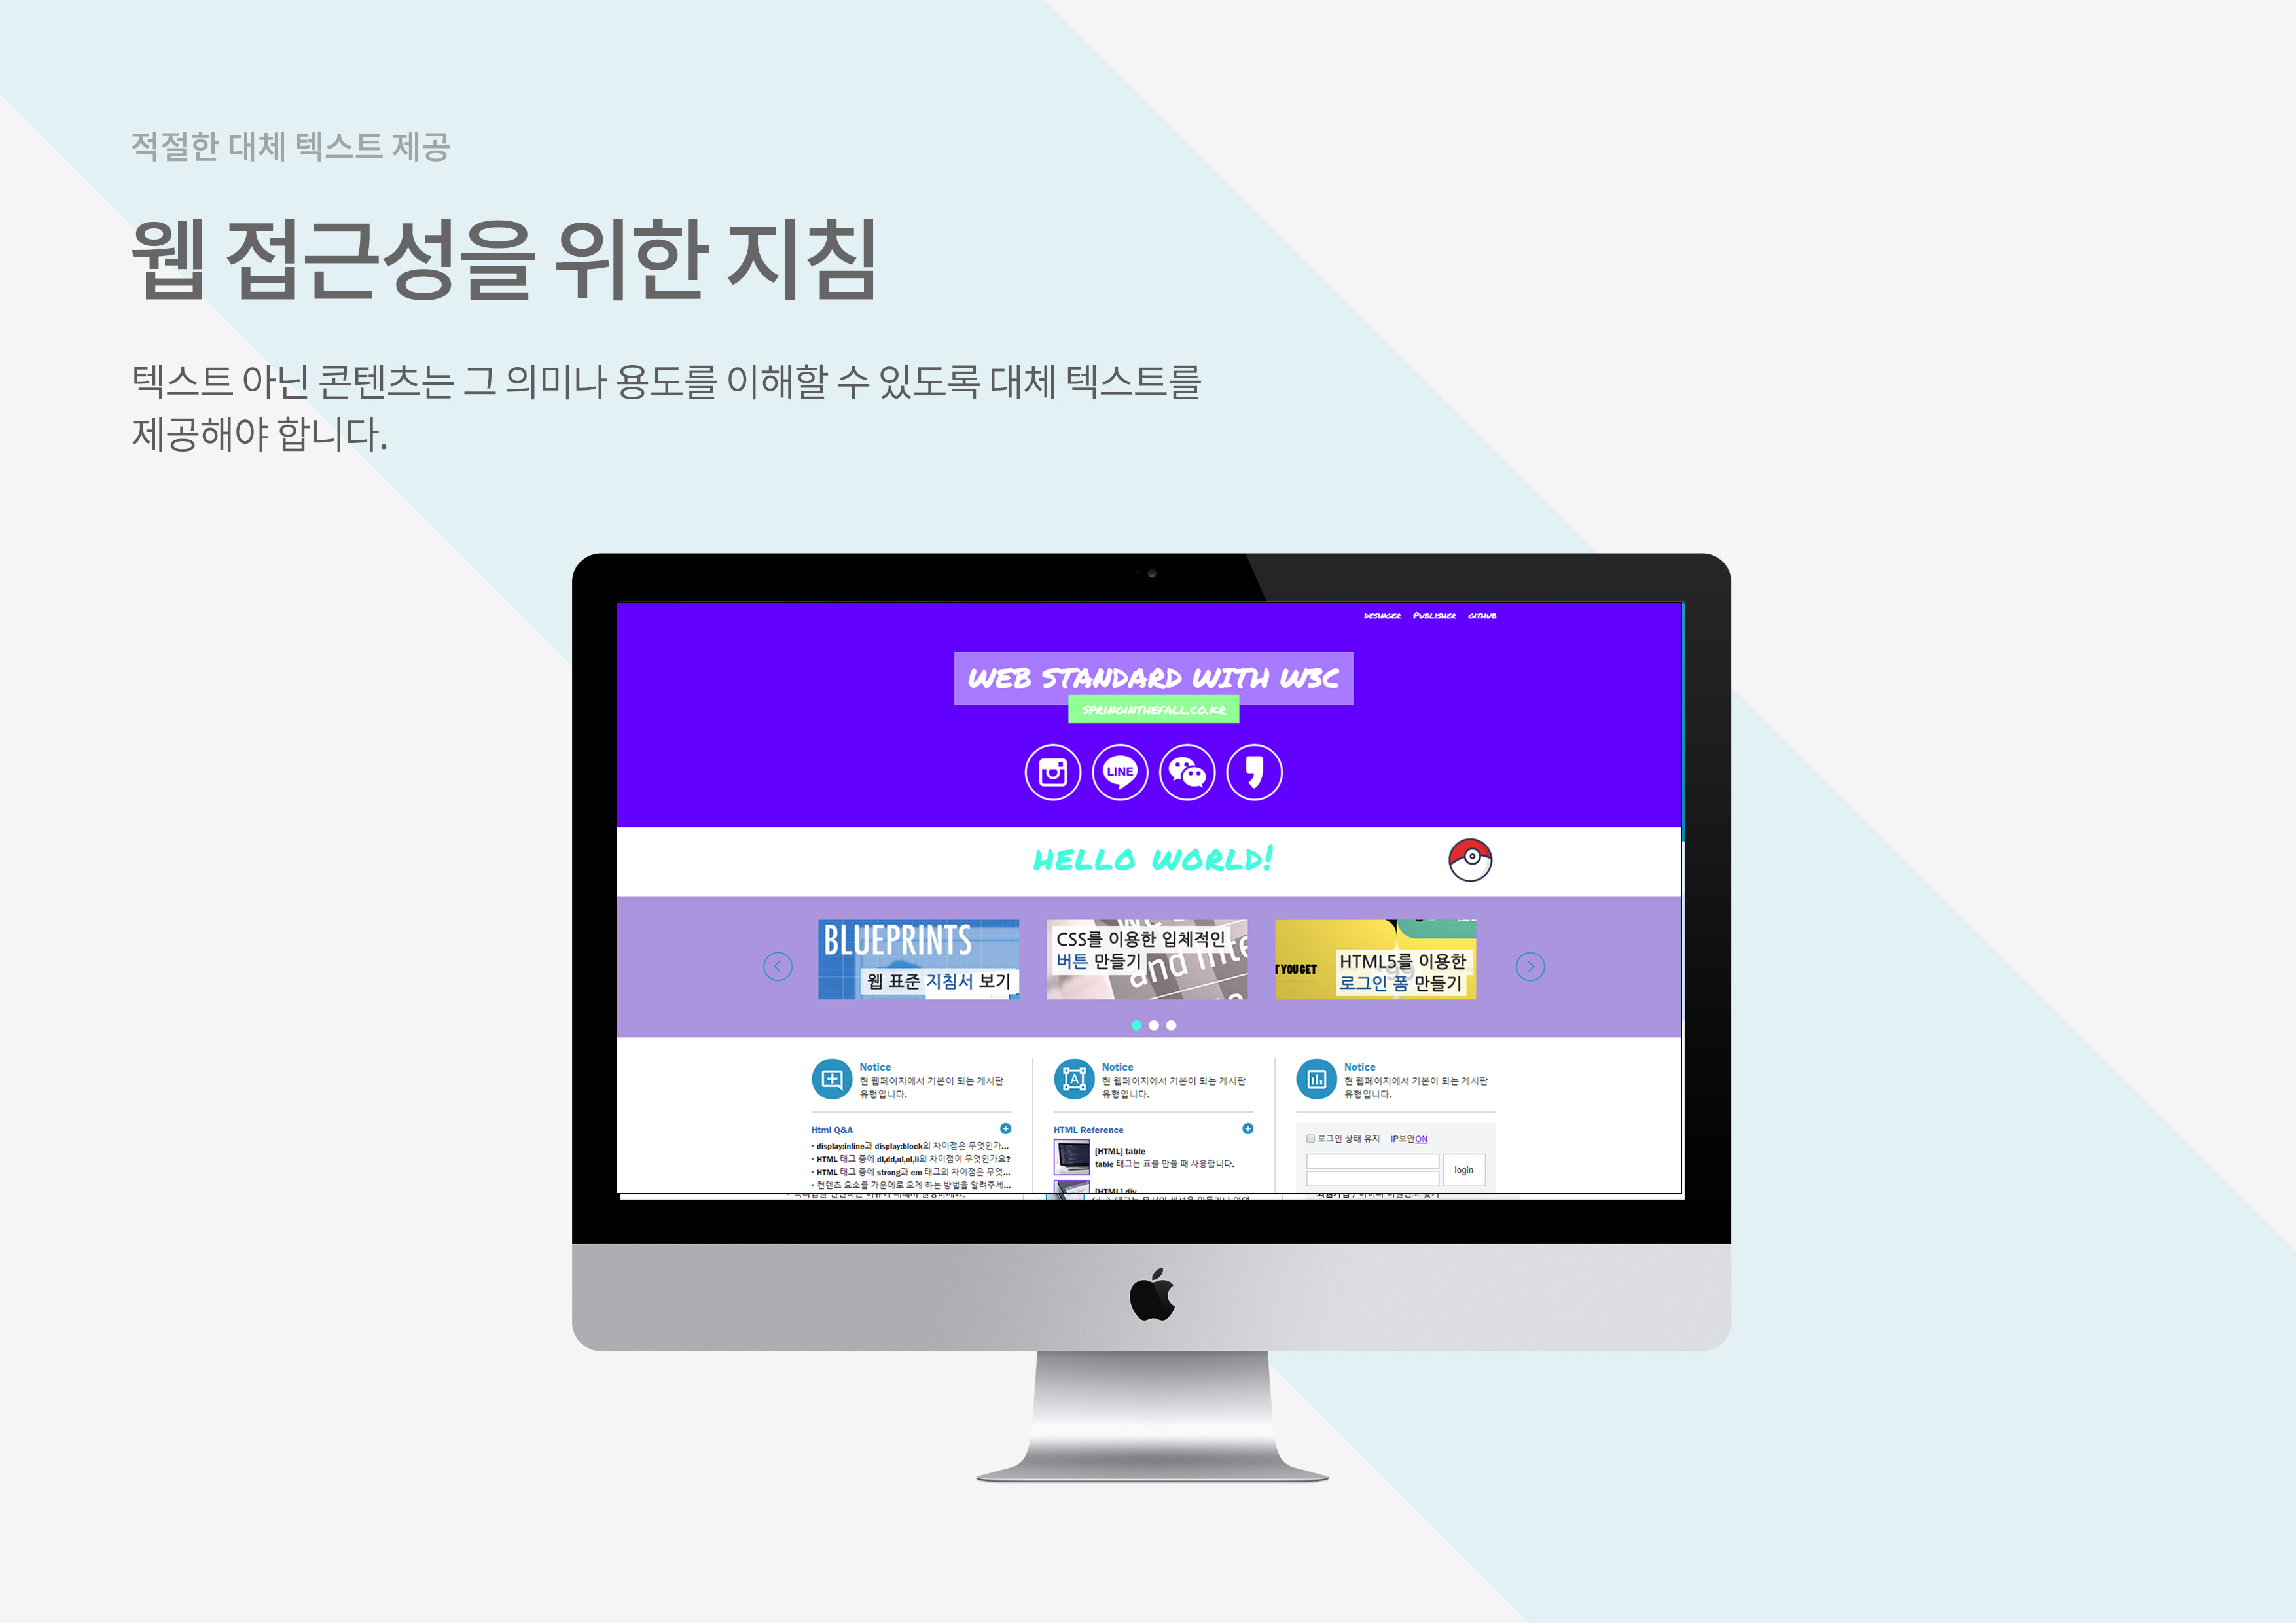 적절한 대체 텍스트 제공
웹 접근성을 위한 지침
텍스트 아닌 콘텐츠는 그 의미나 용도를 이해할 수 있도록 대체 텍스트를
제공해야 합니다.
DESINGER PUBLISHER GITHUB
WEB STANDARD WITH W3C
SPRINGINTHEFALL.CO.KR
LINE
HELLO WORLD!
BLUEPRINTS
웹 표준 지침서 보기
CSS를 이용한 입체적인
버튼 만들기
and inte
T YOU GET
HTML5를 이용한
로그인 폼 만들기
Notice
현 웹페이지에서 기본이 되는 게시판
유형입니다.
Html Q&A
• display:inline과 display:block의 차이점은 무엇인가...
• HTML 태그 중에 dl,dd,ul,ol,li의 차이점이 무엇인가요?
• HTML 태그 중에 strong과 em 태그의 차이점은 무엇...
• 컨텐츠 요소를 가운데로 오게 하는 방법을 알려주세...
Notice
현 웹페이지에서 기본이 되는 게시판
유형입니다.
HTML Reference
[HTML] table
table 태그는 표를 만들 때 사용합니다.
[HTML] div
Notice
현 웹페이지에서 기본이 되는 게시판
유형입니다.
로그인 상태 유지 IP보안ON
login